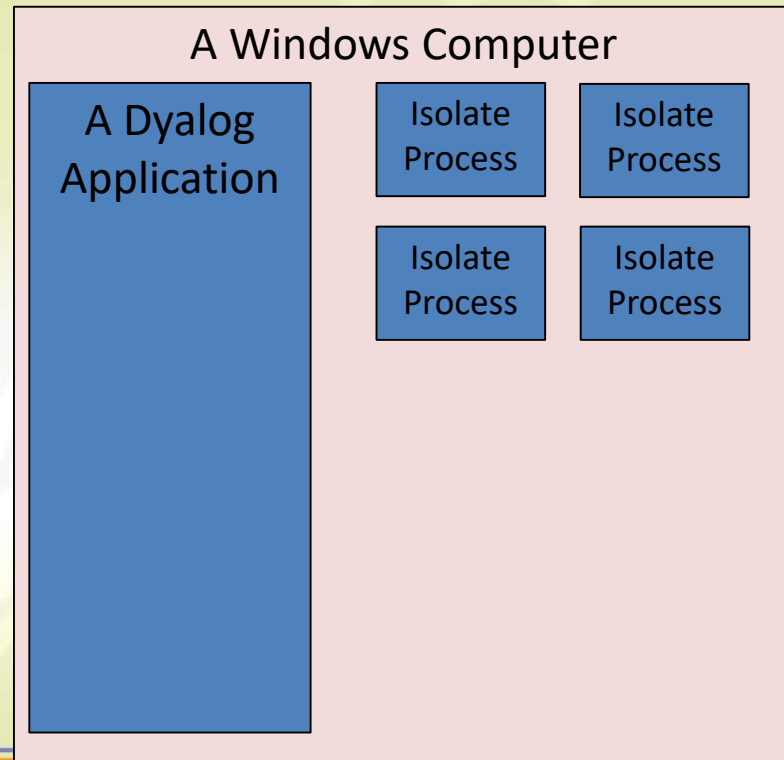 A Windows Computer
A Dyalog
Application
Isolate
Process
Isolate
Process
Isolate
Process
Isolate
Process